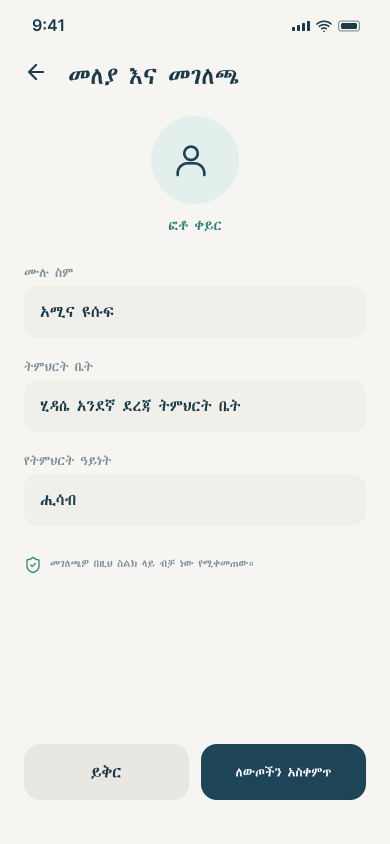 9:41
መለያ እና መገለጫ
ፎቶ ቀይር
ሙሉ ስም
አሚና ዩሱፍ
ትምህርት ቤት
ሂዳሴ አንደኛ ደረጃ ትምህርት ቤት
የትምህርት ዓይነት
ሒሳብ
መገለጫዎ በዚህ ስልክ ላይ ብቻ ነው የሚቀመጠው።
ይቅር
ለውጦችን አስቀምጥ